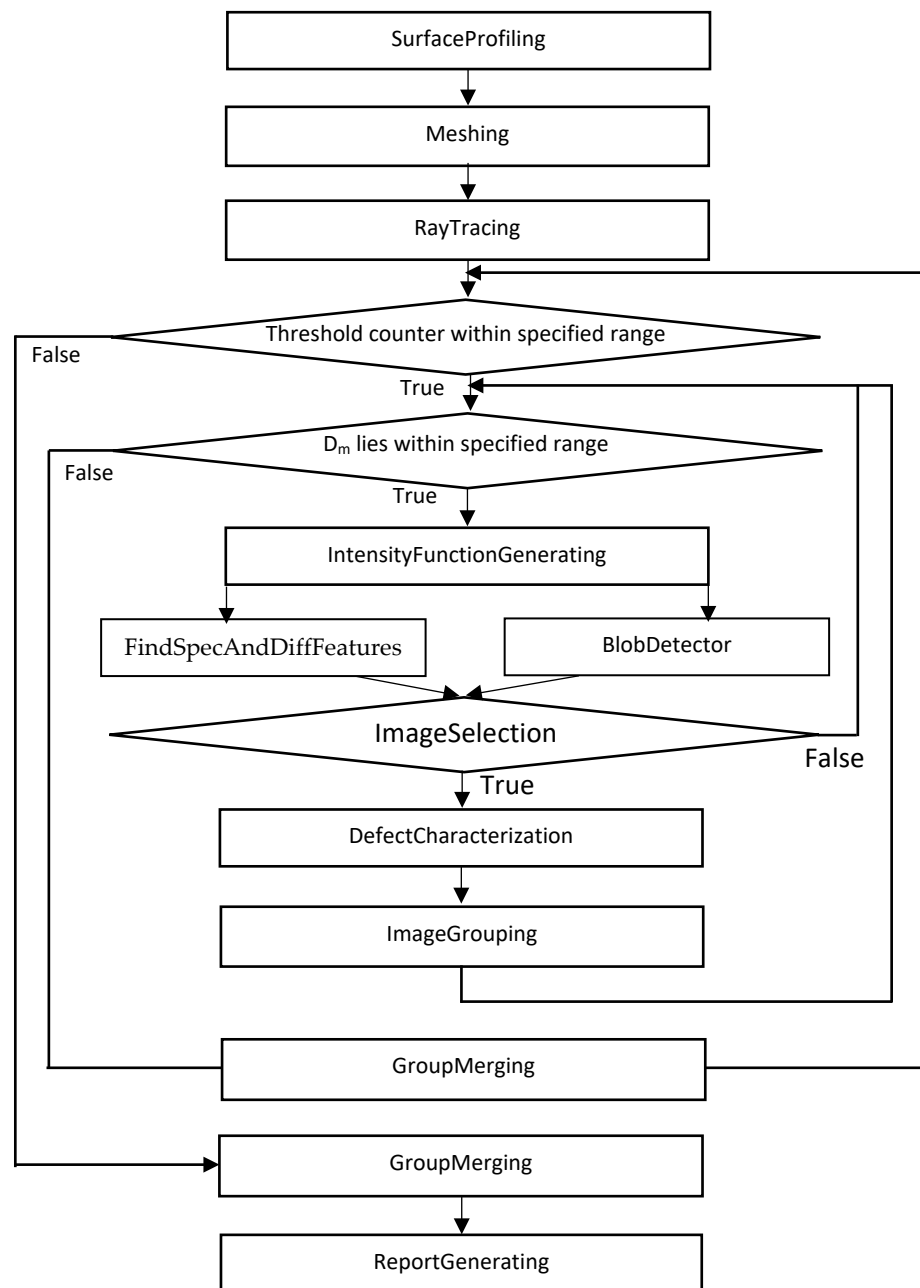 SurfaceProfiling
Meshing
RayTracing
Threshold counter within specified range
False
True
Dm lies within specified range
False
True
IntensityFunctionGenerating
FindSpecAndDiffFeatures
BlobDetector
ImageSelection
False
True
DefectCharacterization
ImageGrouping
GroupMerging
GroupMerging
ReportGenerating